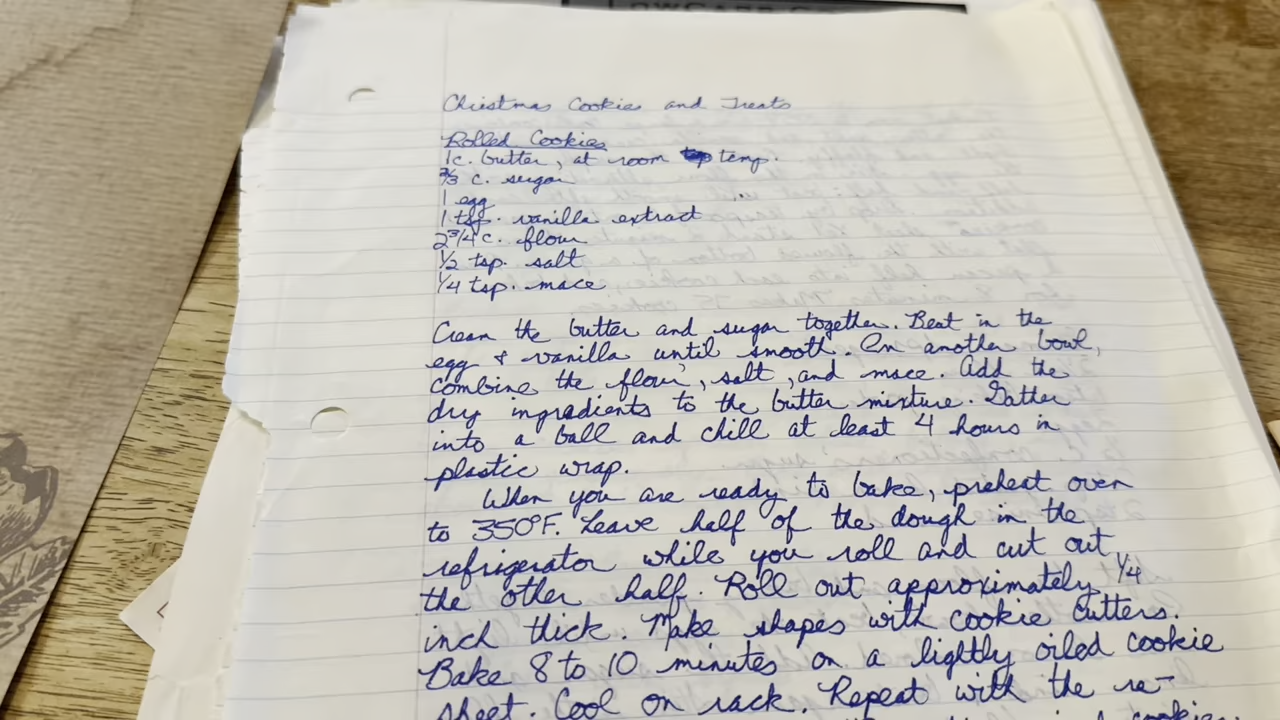 LOWCARB
Christmas Cookies and Treats
Rolled Cookies
1c. butter, at room temp.
2/3 c. sugar
1 egg
1 tsp. vanilla extract
2 3/4 c. flour
1/2 tsp. salt
1/4 tsp. mace
Cream the butter and sugar together. Beat in the
egg & vanilla until smooth. In another bowl,
combine the flour, salt, and mace. Add the
dry ingredients to the butter mixture. Gather
into a ball and chill at least 4 hours in
plastic wrap.
When you are ready to bake, preheat oven
to 350°F. Leave half of the dough in the
refrigerator while you roll and cut out
the other half. Roll out approximately 1/4
inch thick. Make shapes with cookie cutters.
Bake 8 to 10 minutes on a lightly oiled cookie
sheet. Cool on rack. Repeat with the re-
cookies